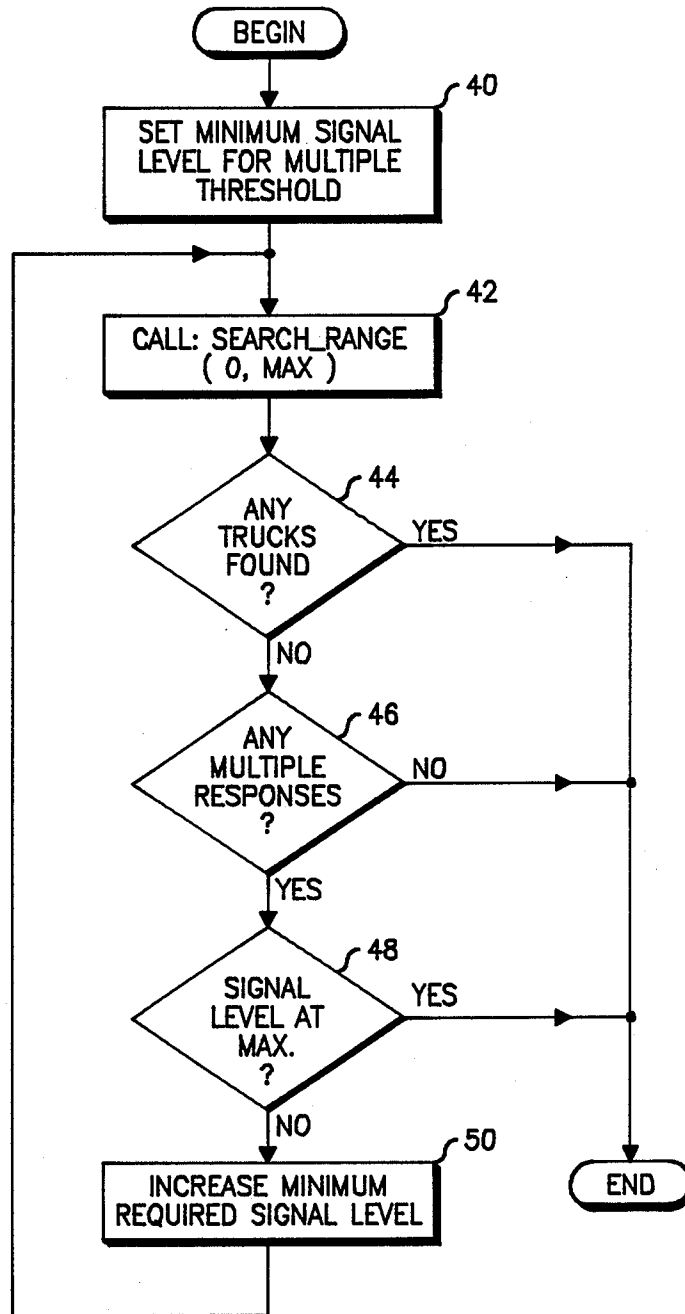 BEGIN
40
SET MINIMUM SIGNAL
LEVEL FOR MULTIPLE
THRESHOLD
42
CALL: SEARCH_RANGE
( 0, MAX )
44
ANY
TRUCKS
FOUND
?
YES
NO
46
ANY
MULTIPLE
RESPONSES
?
NO
YES
48
SIGNAL
LEVEL AT
MAX.
?
YES
NO
50
INCREASE MINIMUM
REQUIRED SIGNAL LEVEL
END